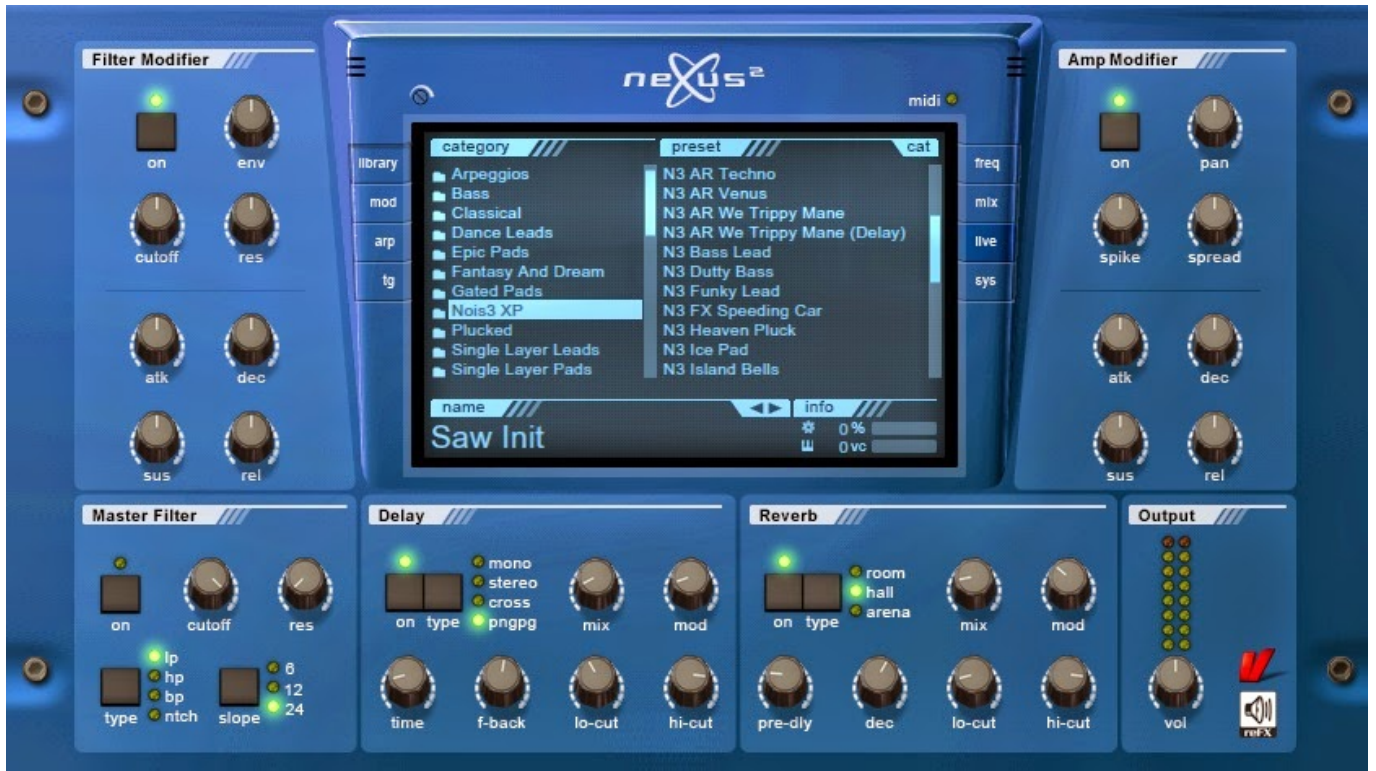 Filter Modifier
on
env
cutoff
res
atk
dec
sus
rel
nexus²
midi
library
mod
arp
tg
category
Arpeggios
Bass
Classical
Dance Leads
Epic Pads
Fantasy And Dream
Gated Pads
Nois3 XP
Plucked
Single Layer Leads
Single Layer Pads
preset
cat
N3 AR Techno
N3 AR Venus
N3 AR We Trippy Mane
N3 AR We Trippy Mane (Delay)
N3 Bass Lead
N3 Dutty Bass
N3 Funky Lead
N3 FX Speeding Car
N3 Heaven Pluck
N3 Ice Pad
N3 Island Bells
name
Saw Init
info
0 %
0 vc
freq
mix
live
sys
Amp Modifier
on
pan
spike
spread
atk
dec
sus
rel
Master Filter
on
cutoff
res
type
lp
hp
bp
ntch
slope
6
12
24
Delay
on
type
mono
stereo
cross
pngpg
mix
mod
time
f-back
lo-cut
hi-cut
Reverb
on
type
room
hall
arena
mix
mod
pre-dly
dec
lo-cut
hi-cut
Output
vol
reFX